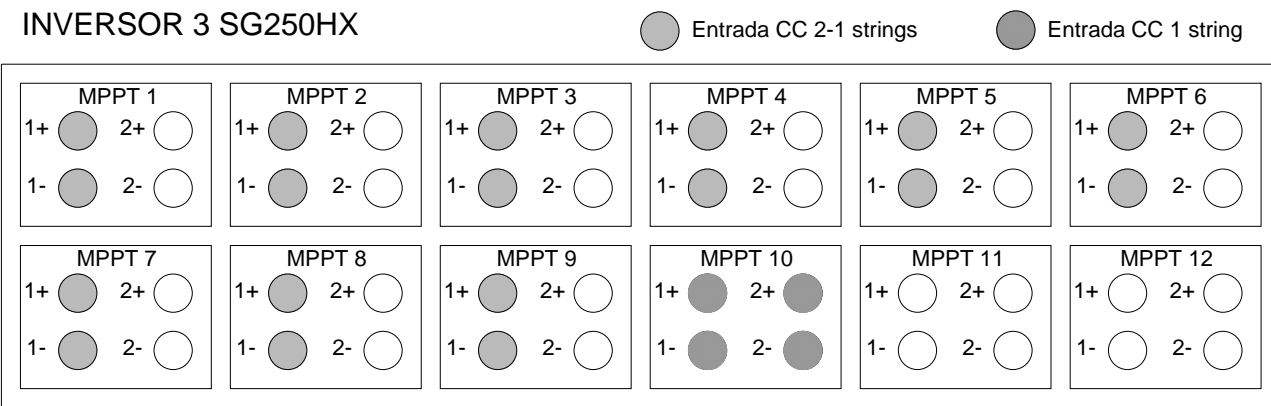 INVERSOR 3 SG250HX
Entrada CC 2-1 strings
Entrada CC 1 string
MPPT 1 MPPT 2 MPPT 3 MPPT 4 MPPT 5 MPPT 6
1+ 2+ 1+ 2+ 1+ 2+ 1+ 2+ 1+ 2+ 1+ 2+
1- 2- 1- 2- 1- 2- 1- 2- 1- 2- 1- 2-
MPPT 7 MPPT 8 MPPT 9 MPPT 10 MPPT 11 MPPT 12
1+ 2+ 1+ 2+ 1+ 2+ 1+ 2+ 1+ 2+ 1+ 2+
1- 2- 1- 2- 1- 2- 1- 2- 1- 2- 1- 2-